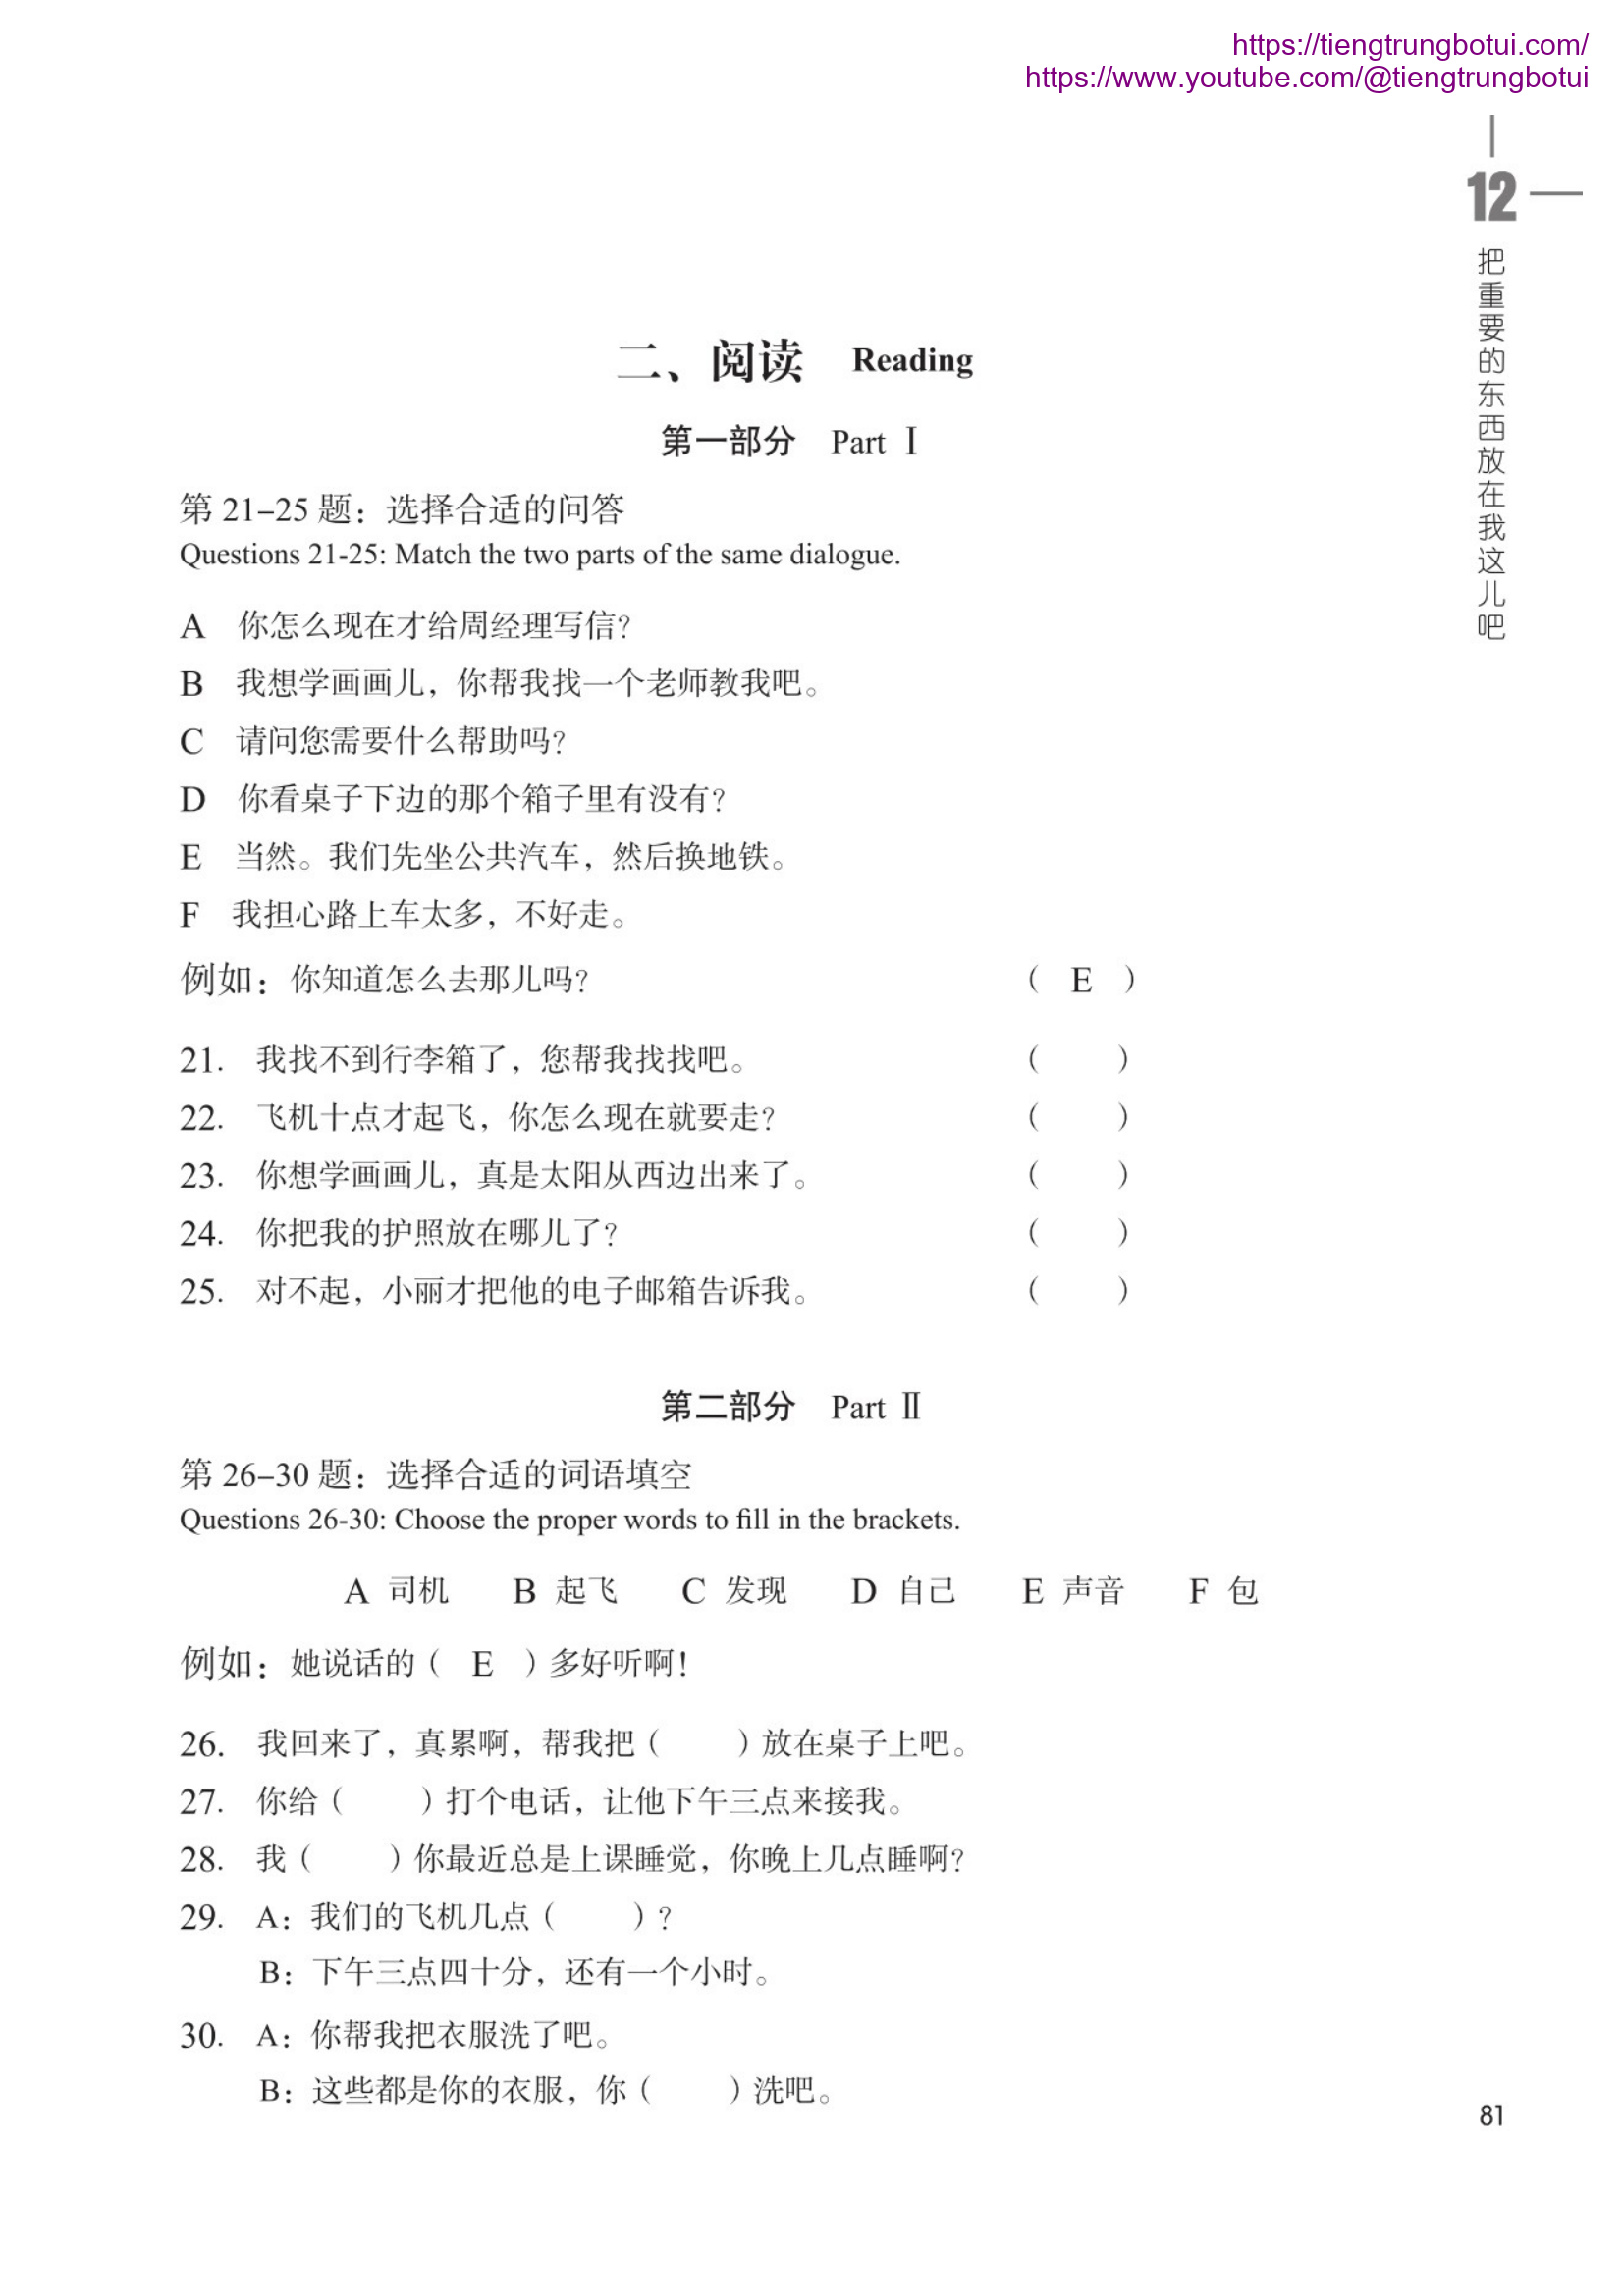 https://tiengtrungbotui.com/
https://www.youtube.com/@tiengtrungbotui
12
把重要的东西放在我这儿吧
二、阅读 Reading
第一部分 Part Ⅰ
第 21–25 题：选择合适的问答
Questions 21-25: Match the two parts of the same dialogue.
A 你怎么现在才给周经理写信？
B 我想学画画儿，你帮我找一个老师教我吧。
C 请问您需要什么帮助吗？
D 你看桌子下边的那个箱子里有没有？
E 当然。我们先坐公共汽车，然后换地铁。
F 我担心路上车太多，不好走。
例如：你知道怎么去那儿吗？ （ E ）
21. 我找不到行李箱了，您帮我找找吧。 （ ）
22. 飞机十点才起飞，你怎么现在就要走？ （ ）
23. 你想学画画儿，真是太阳从西边出来了。 （ ）
24. 你把我的护照放在哪儿了？ （ ）
25. 对不起，小丽才把他的电子邮箱告诉我。 （ ）
第二部分 Part Ⅱ
第 26–30 题：选择合适的词语填空
Questions 26-30: Choose the proper words to fill in the brackets.
A 司机 B 起飞 C 发现 D 自己 E 声音 F 包
例如：她说话的（ E ）多好听啊！
26. 我回来了，真累啊，帮我把（ ）放在桌子上吧。
27. 你给（ ）打个电话，让他下午三点来接我。
28. 我（ ）你最近总是上课睡觉，你晚上几点睡啊？
29. A：我们的飞机几点（ ）？
B：下午三点四十分，还有一个小时。
30. A：你帮我把衣服洗了吧。
B：这些都是你的衣服，你（ ）洗吧。
81